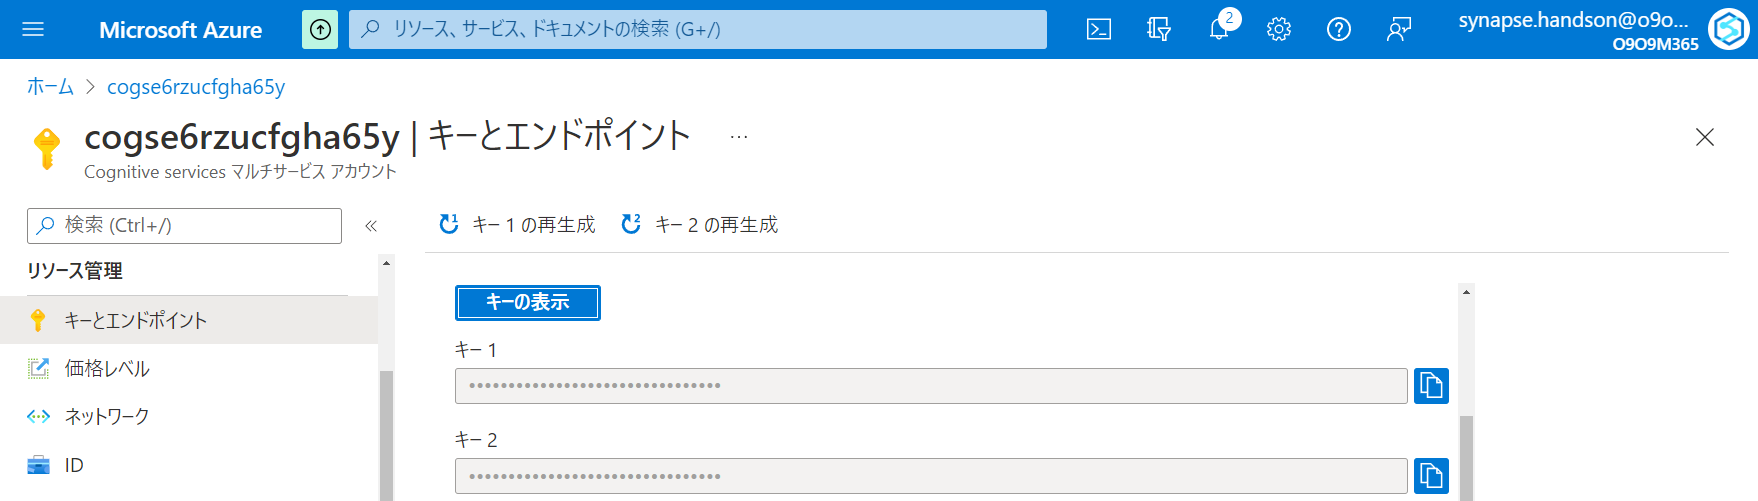 Microsoft Azure
リソース、サービス、ドキュメントの検索 (G+/)
2
synapse.handson@o9o...
O9O9M365
ホーム > cogse6rzucfgha65y
cogse6rzucfgha65y | キーとエンドポイント ...
Cognitive services マルチサービス アカウント
検索 (Ctrl+/)
«
1 キー 1 の再生成
2 キー 2 の再生成
リソース管理
キーとエンドポイント
価格レベル
ネットワーク
ID
キーの表示
キー 1
••••••••••••••••••••••••••••••••
キー 2
••••••••••••••••••••••••••••••••